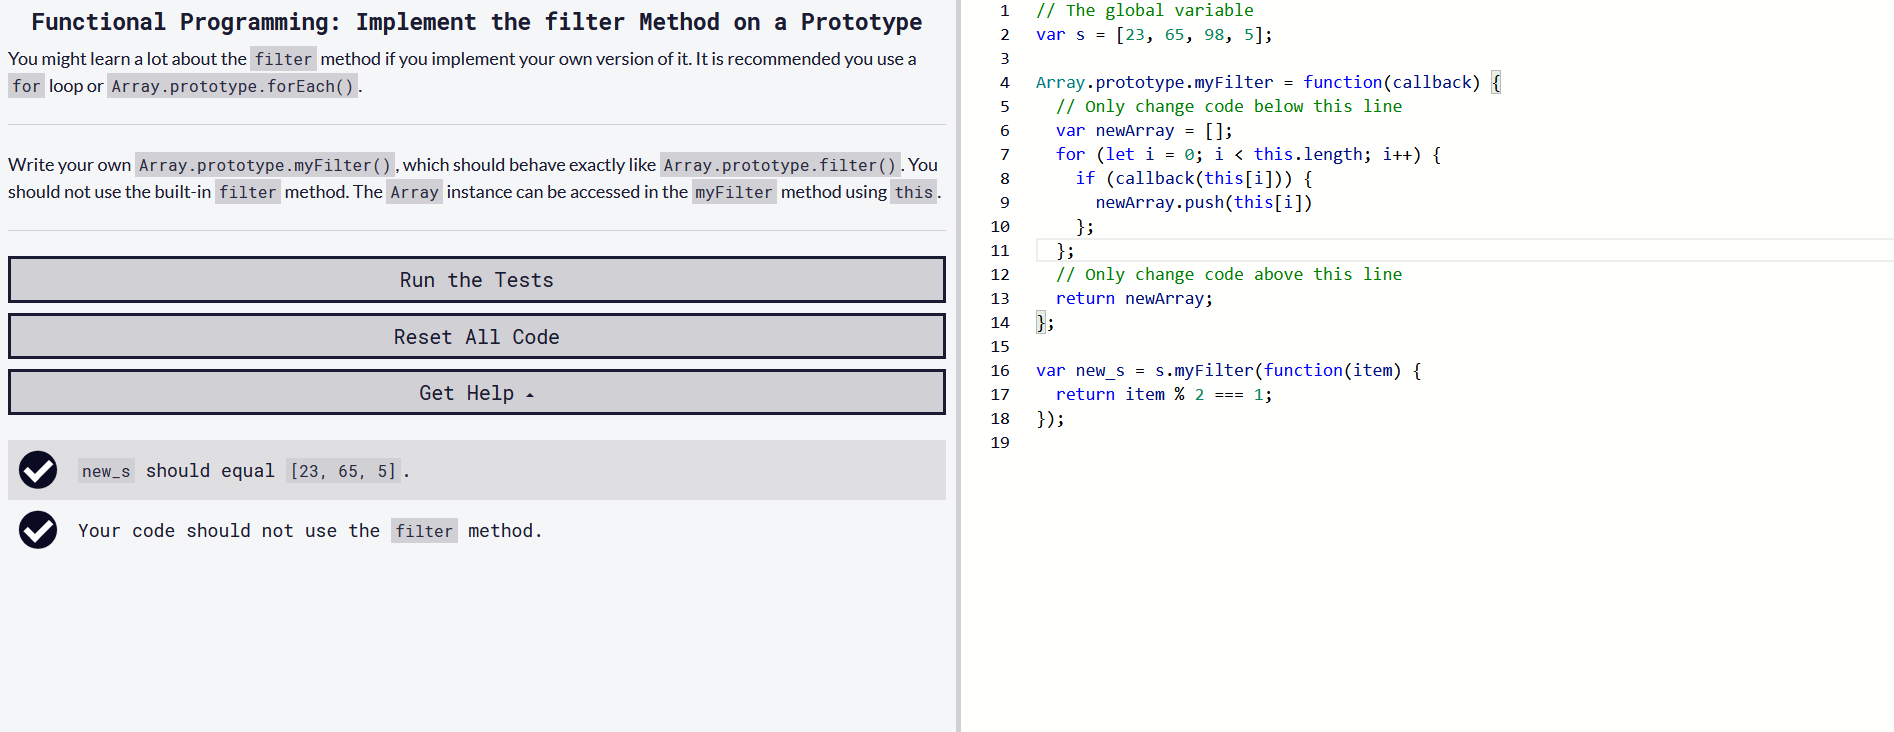 Functional Programming: Implement the filter Method on a Prototype
You might learn a lot about the filter method if you implement your own version of it. It is recommended you use a
for loop or Array.prototype.forEach().
Write your own Array.prototype.myFilter(), which should behave exactly like Array.prototype.filter(). You
should not use the built-in filter method. The Array instance can be accessed in the myFilter method using this.
Run the Tests
Reset All Code
Get Help
new_s should equal [23, 65, 5].
Your code should not use the filter method.
1 // The global variable
2 var s = [23, 65, 98, 5];
3
4 Array.prototype.myFilter = function(callback) {
5   // Only change code below this line
6   var newArray = [];
7   for (let i = 0; i < this.length; i++) {
8     if (callback(this[i])) {
9       newArray.push(this[i])
10     };
11   };
12   // Only change code above this line
13   return newArray;
14 };
15
16 var new_s = s.myFilter(function(item) {
17   return item % 2 === 1;
18 });
19